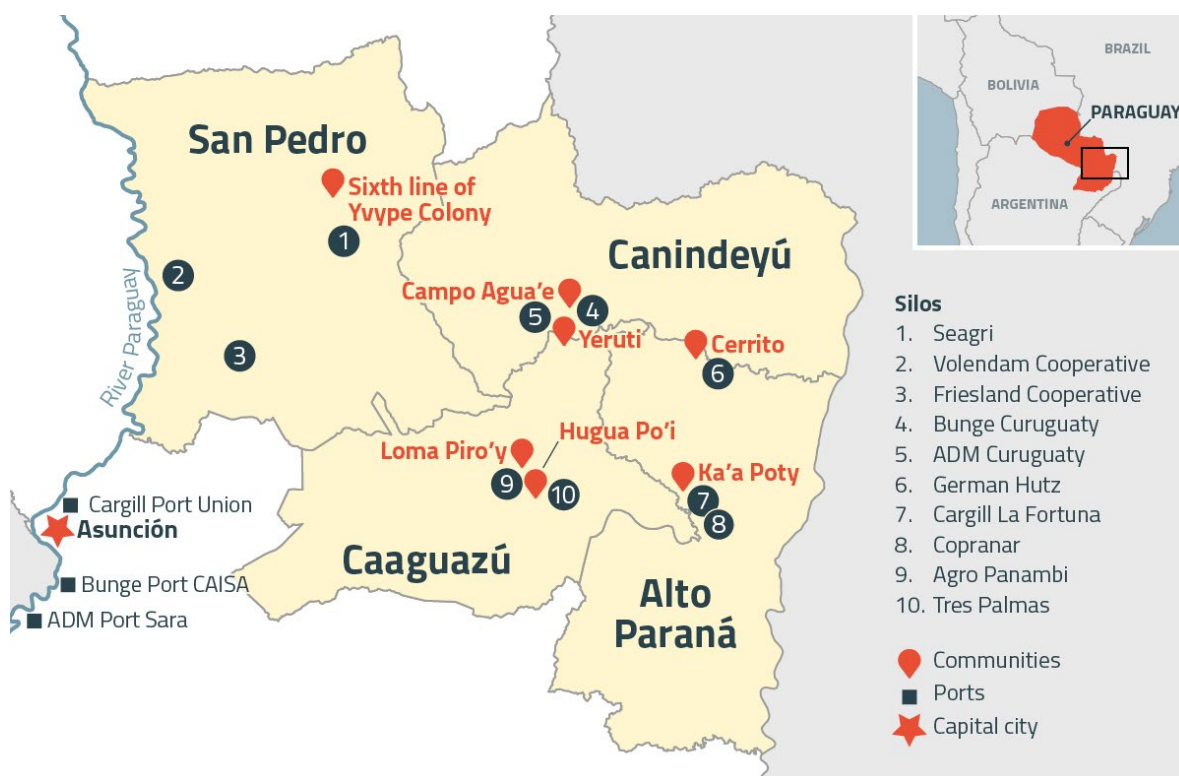 San Pedro
Sixth line of
Yvype Colony
1
2
3
River Paraguay
Canindeyú
Campo Agua'e
5
4
Yeruti
Cerrito
6
Loma Piro'y
Hugua Po'i
9
10
Ka'a Poty
7
8
Caaguazú
Alto
Paraná
Cargill Port Union
Asunción
Bunge Port CAISA
ADM Port Sara
BRAZIL
BOLIVIA
PARAGUAY
ARGENTINA
Silos
1. Seagri
2. Volendam Cooperative
3. Friesland Cooperative
4. Bunge Curuguaty
5. ADM Curuguaty
6. German Hutz
7. Cargill La Fortuna
8. Copranar
9. Agro Panambi
10. Tres Palmas
Communities
Ports
Capital city